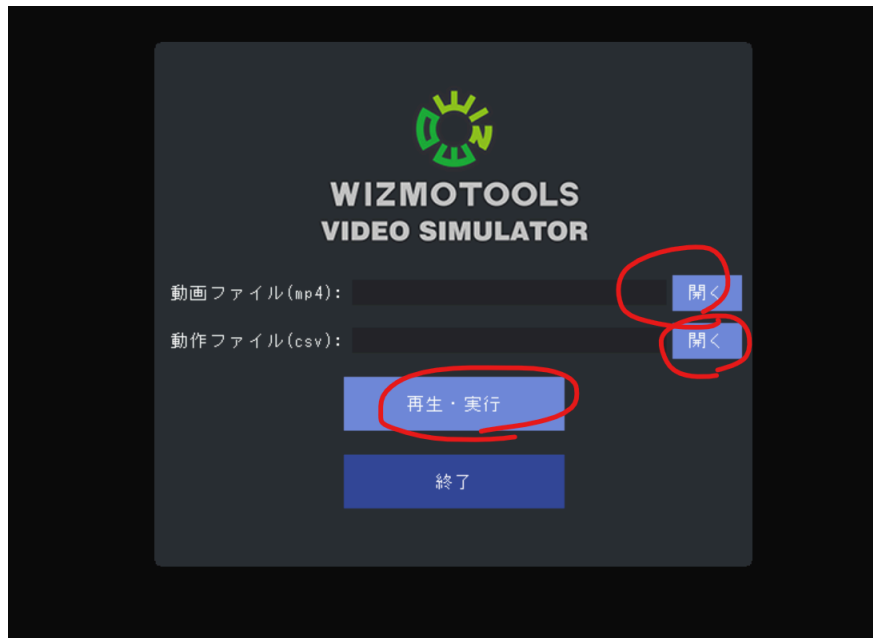 WIZMOTOOLS
VIDEO SIMULATOR
動画ファイル(mp4): 開く
動作ファイル(csv): 開く
再生・実行
終了